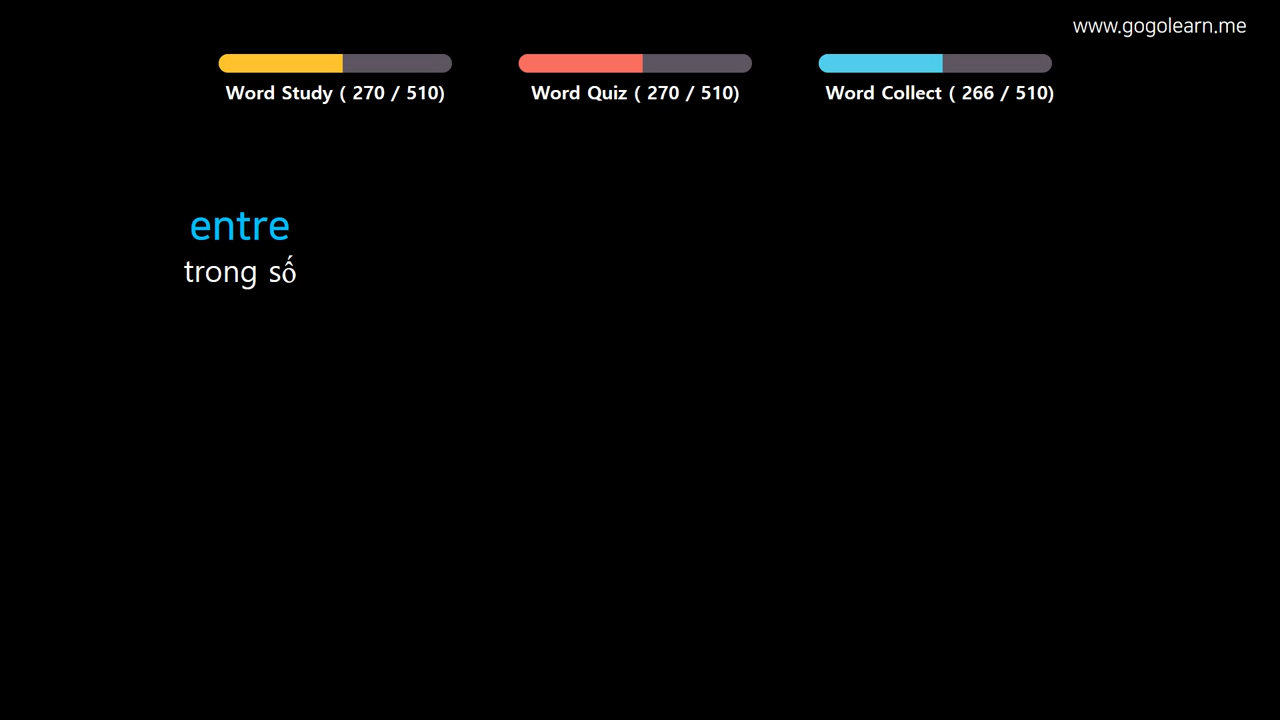 www.gogolearn.me
Word Study ( 270 / 510)
Word Quiz ( 270 / 510)
Word Collect ( 266 / 510)
entre
trong số